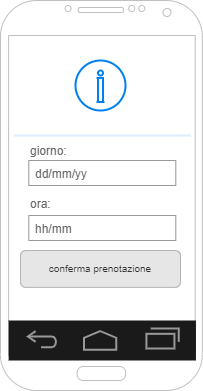 giorno:
dd/mm/yy
ora:
hh/mm
conferma prenotazione